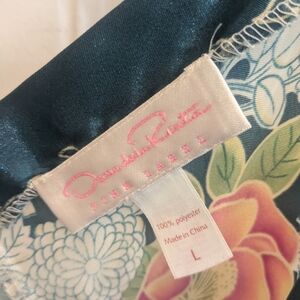 Oscar de la Renta
PINK LABEL
100% polyester
Made in China
L